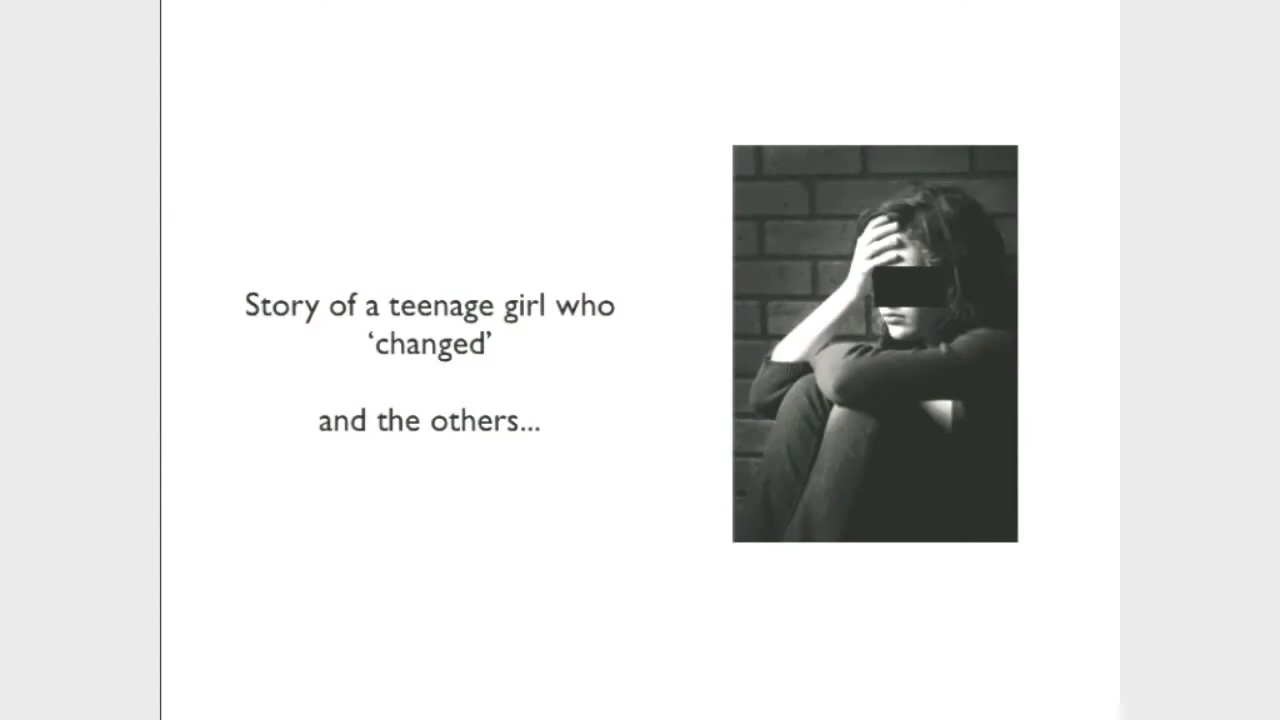 Story of a teenage girl who
‘changed’
and the others...